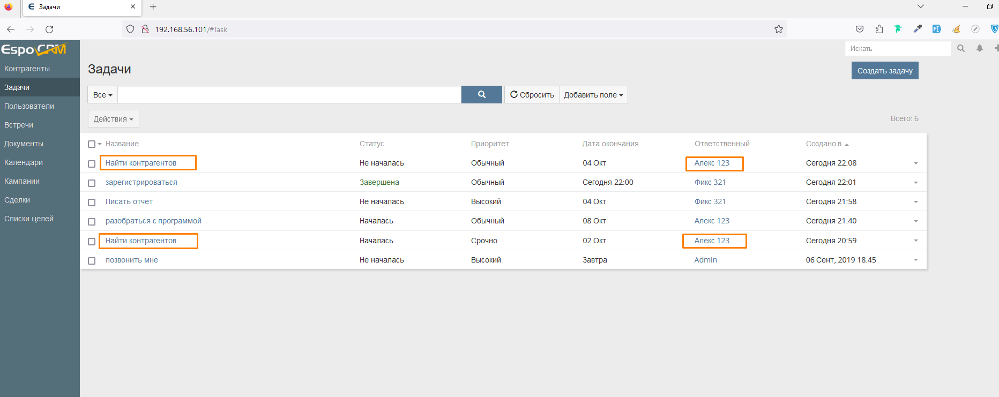 Задачи
192.168.56.101/#Task
EspoCRM
Искать
Контрагенты
Задачи
Пользователи
Встречи
Документы
Календари
Кампании
Сделки
Списки целей
Задачи
Создать задачу
Все
Сбросить
Добавить поле
Действия
Всего: 6
Название Статус Приоритет Дата окончания Ответственный Создано в
Найти контрагентов Не началась Обычный 04 Окт Алекс 123 Сегодня 22:08
зарегистрироваться Завершена Обычный Сегодня 22:00 Фикс 321 Сегодня 22:01
Писать отчет Не началась Высокий 04 Окт Фикс 321 Сегодня 21:58
разобраться с программой Началась Обычный 08 Окт Алекс 123 Сегодня 21:40
Найти контрагентов Началась Срочно 02 Окт Алекс 123 Сегодня 20:59
позвонить мне Не началась Высокий Завтра Admin 06 Сент, 2019 18:45